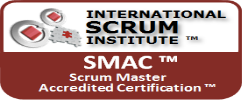 INTERNATIONAL
SCRUM
INSTITUTE ™
SMAC ™
Scrum Master
Accredited Certification ™